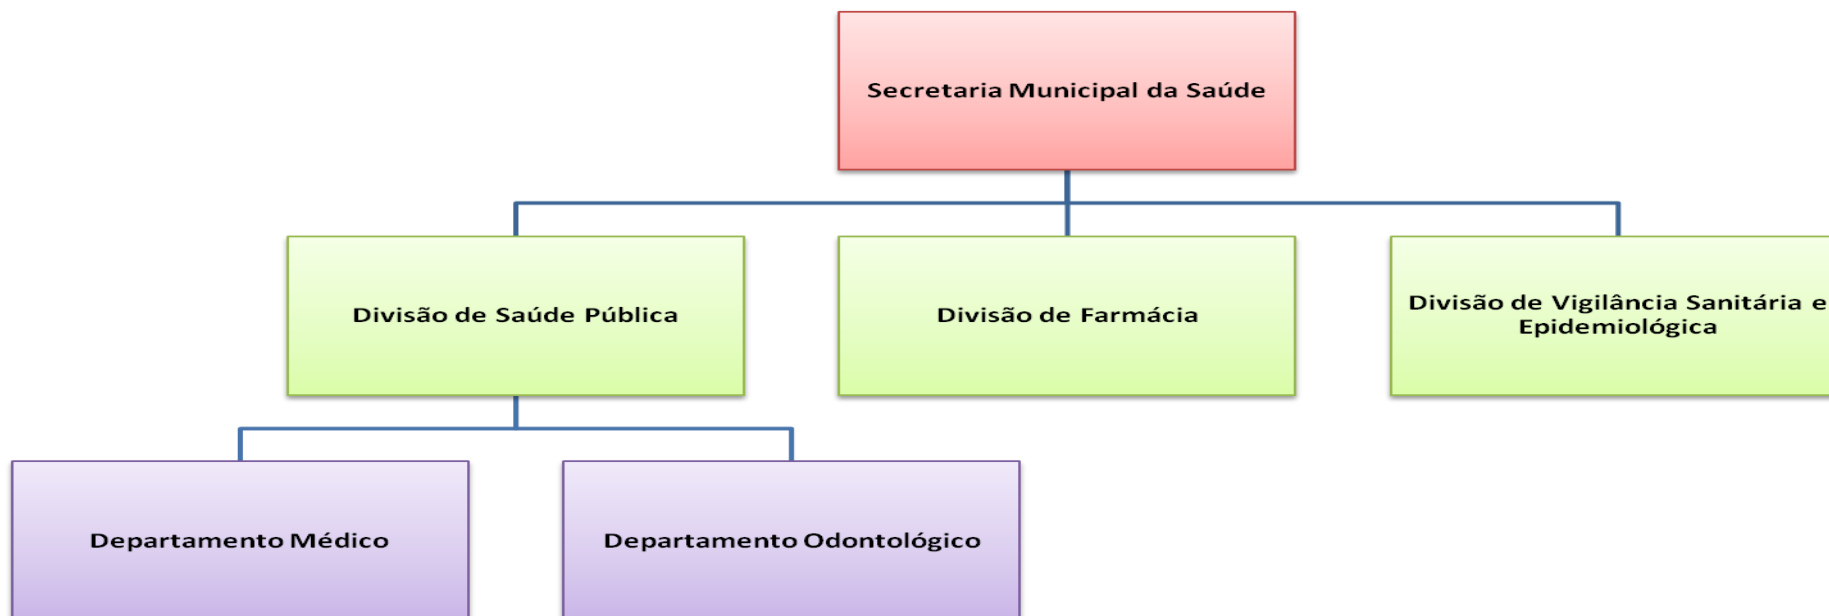 Secretaria Municipal da Saúde
Divisão de Saúde Pública
Divisão de Farmácia
Divisão de Vigilância Sanitária e
Epidemiológica
Departamento Médico
Departamento Odontológico